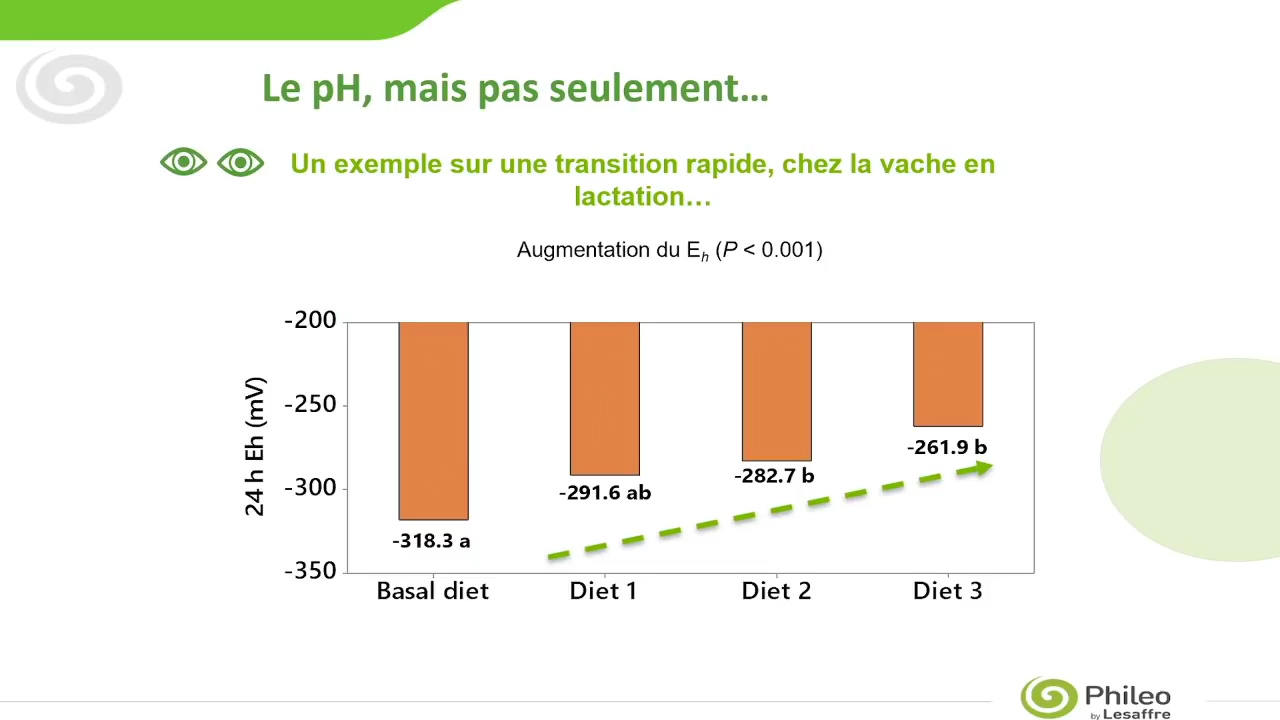 Le pH, mais pas seulement…
Un exemple sur une transition rapide, chez la vache en
lactation…
Augmentation du Eh (P < 0.001)
24 h Eh (mV)
-200
-250
-300
-350
-318.3 a
-291.6 ab
-282.7 b
-261.9 b
Basal diet
Diet 1
Diet 2
Diet 3
Phileo
by Lesaffre